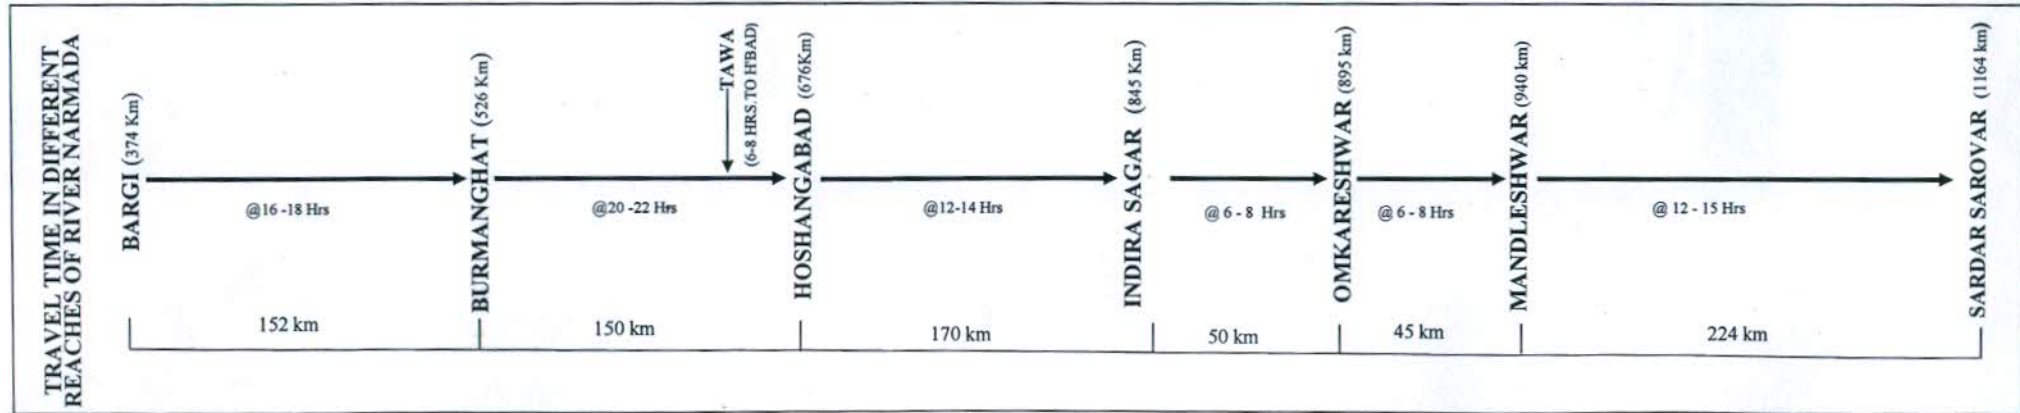 TRAVEL TIME IN DIFFERENT
REACHES OF RIVER NARMADA
BARGI (374 Km)
@16 -18 Hrs
BURMANGHAT (526 Km)
@20 -22 Hrs
TAWA
(6-8 HRS.TO H'BAD)
HOSHANGABAD (676Km)
@12-14 Hrs
INDIRA SAGAR (845 Km)
@ 6 - 8 Hrs
OMKARESHWAR (895 km)
@ 6 - 8 Hrs
MANDLESHWAR (940 km)
@ 12 - 15 Hrs
SARDAR SAROVAR (1164 km)
152 km
150 km
170 km
50 km
45 km
224 km